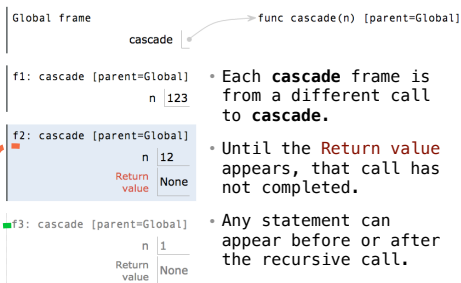 Global frame
func cascade(n) [parent=Global]
cascade
f1: cascade [parent=Global]
n 123
f2: cascade [parent=Global]
n 12
Return
value None
f3: cascade [parent=Global]
n 1
Return
value None
• Each cascade frame is
from a different call
to cascade.
• Until the Return value
appears, that call has
not completed.
• Any statement can
appear before or after
the recursive call.